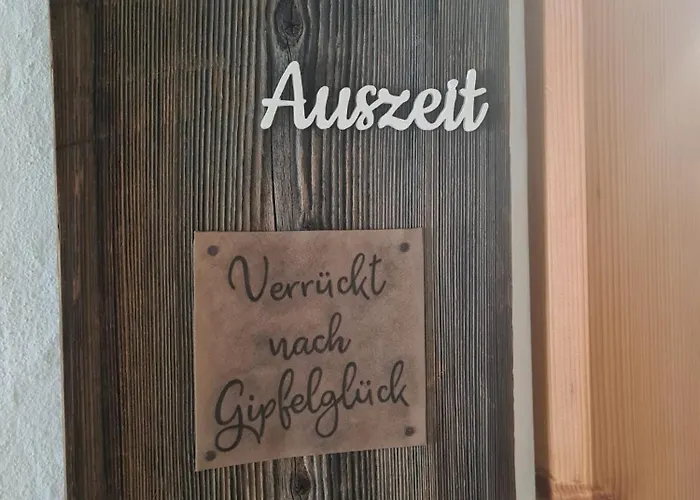 Auszeit
Verrückt
nach
Gipfelglück